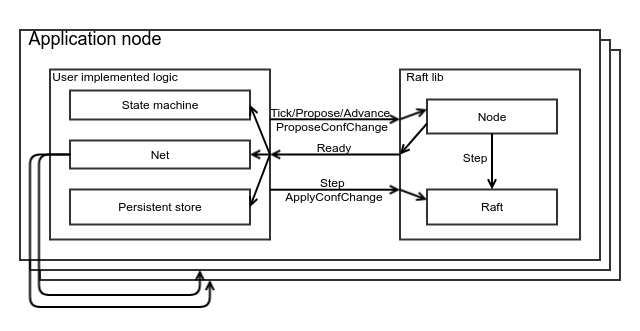 Application node
User implemented logic
Raft lib
State machine
Tick/Propose/Advance
ProposeConfChange
Node
Net
Ready
Step
Step
ApplyConfChange
Persistent store
Raft